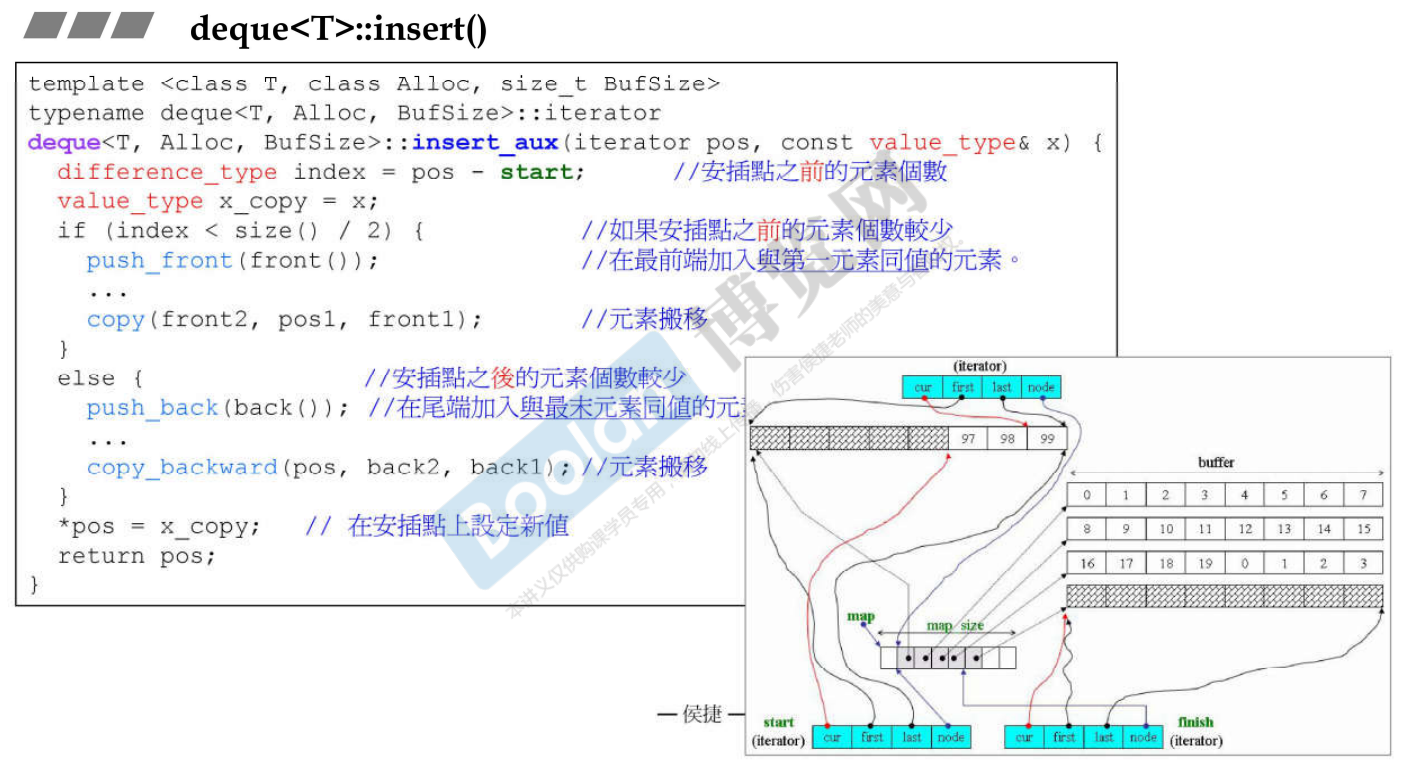 deque<T>::insert()
template <class T, class Alloc, size_t BufSize>
typename deque<T, Alloc, BufSize>::iterator
deque<T, Alloc, BufSize>::insert_aux(iterator pos, const value_type& x) {
difference_type index = pos - start; //安插點之前的元素個數
value_type x_copy = x;
if (index < size() / 2) { //如果安插點之前的元素個數較少
push_front(front()); //在最前端加入與第一元素同值的元素。
...
copy(front2, pos1, front1); //元素搬移
}
else { //安插點之後的元素個數較少
push_back(back()); //在尾端加入與最末元素同值的元
...
copy_backward(pos, back2, back1); //元素搬移
}
*pos = x_copy; // 在安插點上設定新值
return pos;
}
Boolan
博览网
本讲义仅供购课学员专用
伤害侯捷老师的美意与
(iterator)
cur first last node
97 98 99
buffer
0 1 2 3 4 5 6 7
8 9 10 11 12 13 14 15
16 17 18 19 0 1 2 3
map
map size
start
(iterator)
cur first last node
cur first last node
finish
(iterator)
— 侯捷 —